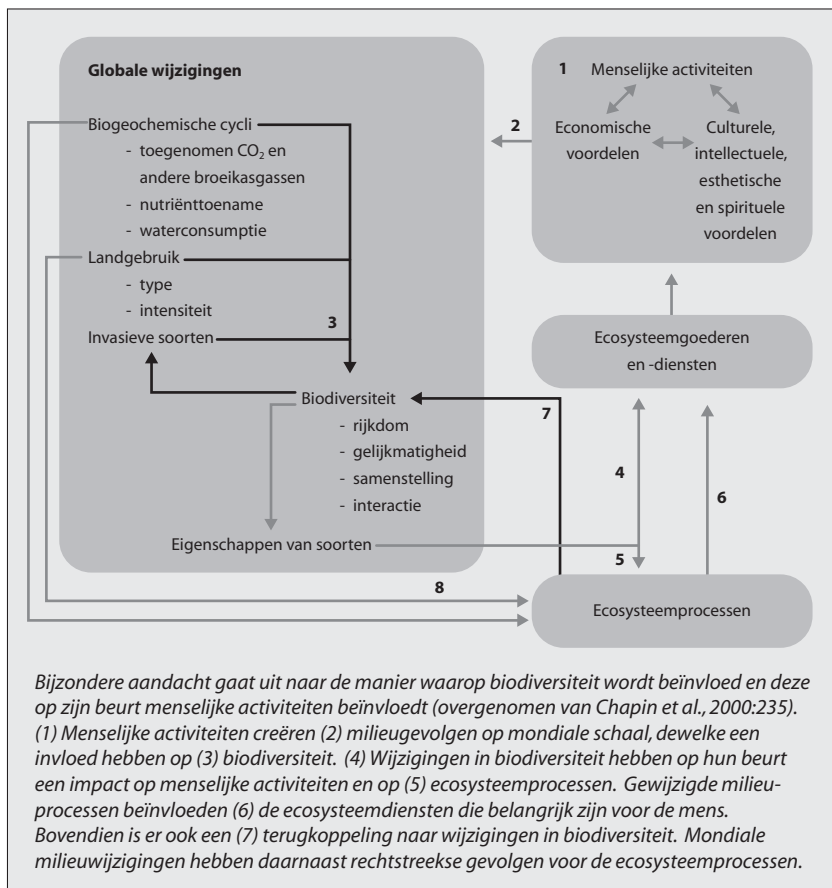 Globale wijzigingen
Biogeochemische cycli
- toegenomen CO₂ en
andere broeikasgassen
- nutriënttoename
- waterconsumptie
Landgebruik
- type
- intensiteit
Invasieve soorten
3
Biodiversiteit
- rijkdom
- gelijkmatigheid
- samenstelling
- interactie
Eigenschappen van soorten
1 Menselijke activiteiten
2
Economische
voordelen
Culturele,
intellectuele,
esthetische
en spirituele
voordelen
Ecosysteemgoederen
en -diensten
7
4
6
5
8
Ecosysteemprocessen
Bijzondere aandacht gaat uit naar de manier waarop biodiversiteit wordt beïnvloed en deze
op zijn beurt menselijke activiteiten beïnvloedt (overgenomen van Chapin et al., 2000:235).
(1) Menselijke activiteiten creëren (2) milieugevolgen op mondiale schaal, dewelke een
invloed hebben op (3) biodiversiteit. (4) Wijzigingen in biodiversiteit hebben op hun beurt
een impact op menselijke activiteiten en op (5) ecosysteemprocessen. Gewijzigde milieu-
processen beïnvloeden (6) de ecosysteemdiensten die belangrijk zijn voor de mens.
Bovendien is er ook een (7) terugkoppeling naar wijzigingen in biodiversiteit. Mondiale
milieuwijzigingen hebben daarnaast rechtstreekse gevolgen voor de ecosysteemprocessen.